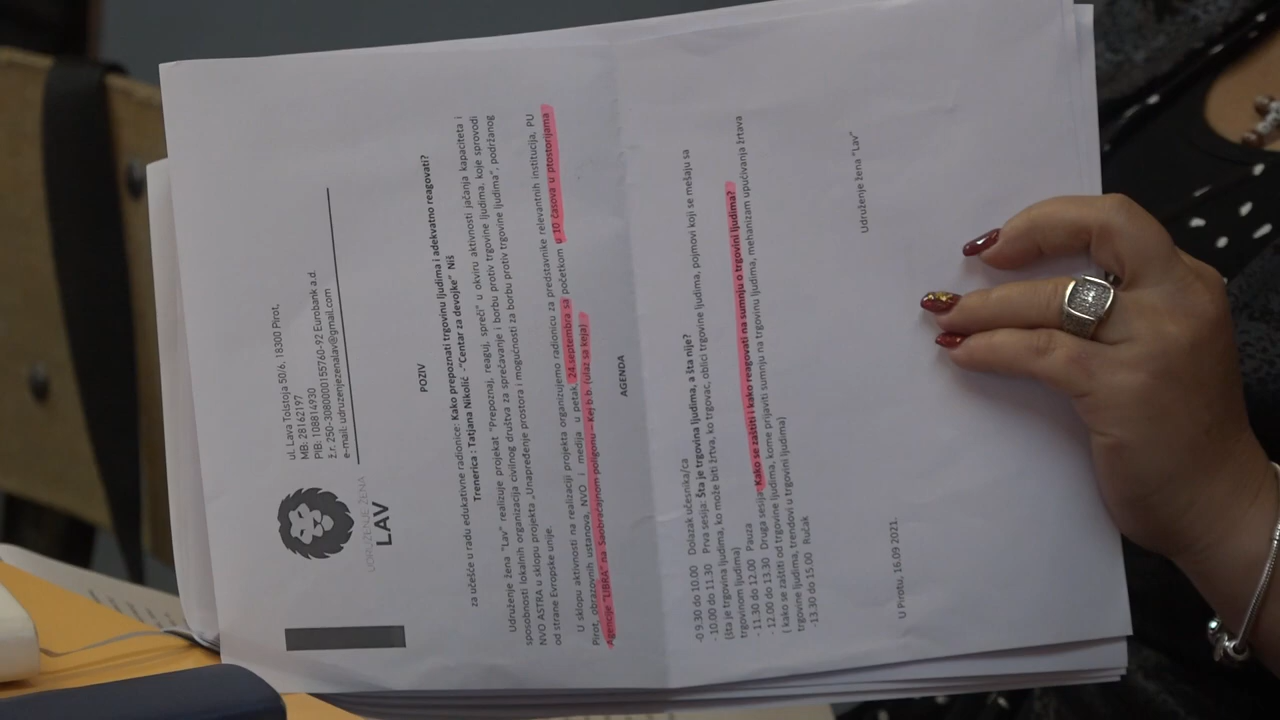 UDRUŽENJE ŽENA
LAV
ul. Lava Tolstoja 50/6, 18300 Pirot,
MB: 28162197
PIB: 108814930
ž.r. 250-3080000155760-92 Eurobank a.d.
e-mail: udruzenjezenalav@gmail.com
POZIV
za učešće ru radu edukativne radionice: Kako prepoznati trgovinu ljudima i adekvatno reagovati?
Trenerica : Tatjana Nikolić -"Centar za devojke" Niš
Udruženje žena "Lav" realizuje projekat "Prepoznaj, reaguj, spreči" u okviru aktivnosti jačanja kapaciteta i
sposobnosti lokalnih organizacija civilnog društva za sprečavanje i borbu protiv trgovine ljudima, koje sprovodi
NVO ASTRA u sklopu projekta „Unapređenje prostora i mogucnosti za borbu protiv trgovine ljudima", podržanog
od strane Evropske unije.
U sklopu aktivnosti na realizaciji projekta organizujemo radionicu za predstavnike relevantnih institucija, PU
Pirot, obrazovnih ustanova, NVO i medija u petak, 24.septembra sa početkom u 10 časova u ptostorijama
Agencije "LIBRA" na Saobraćajnom poligonu – Kej b.b. (ulaz sa keja)
AGENDA
-0 9.30 do 10.00 Dolazak učesnika/ca
-10.00 do 11.30 Prva sesija: Šta je trgovina ljudima, a šta nije?
(šta je trgovina ljudima, ko može biti žrtva, ko trgovac, oblici trgovine ljudima, pojmovi koji se mešaju sa
trgovinom ljudima)
- 11.30 do 12.00 Pauza
- 12.00 do 13.30 Druga sesija: Kako se zaštiti i kako reagovati na sumnju o trgovini ljudima?
( kako se zaštiti od trgovine ljudima, kome prijaviti sumnju na trgovinu ljudima, mehanizam upućivanja žrtava
trgovine ljudima, trendovi u trgovini ljudima)
-13.30 do 15.00 Ručak
U Pirotu, 16.09.2021.
Udruženje žena "Lav"